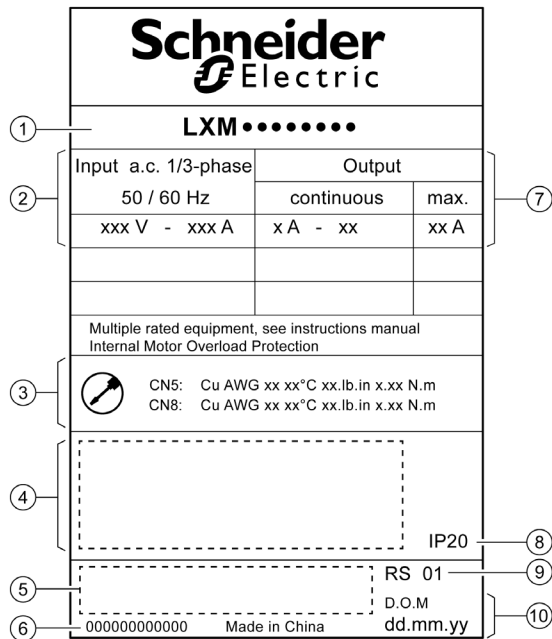 Schneider
Electric
1
LXM••••••••
2
Input a.c. 1/3-phase
50 / 60 Hz
Output
continuous
max.
7
xxx V - xxx A
x A - xx
xx A
Multiple rated equipment, see instructions manual
Internal Motor Overload Protection
3
CN5: Cu AWG xx xx°C xx.lb.in x.xx N.m
CN8: Cu AWG xx xx°C xx.lb.in x.xx N.m
4
IP20
8
5
RS 01
9
D.O.M
6
000000000000
Made in China
dd.mm.yy
10